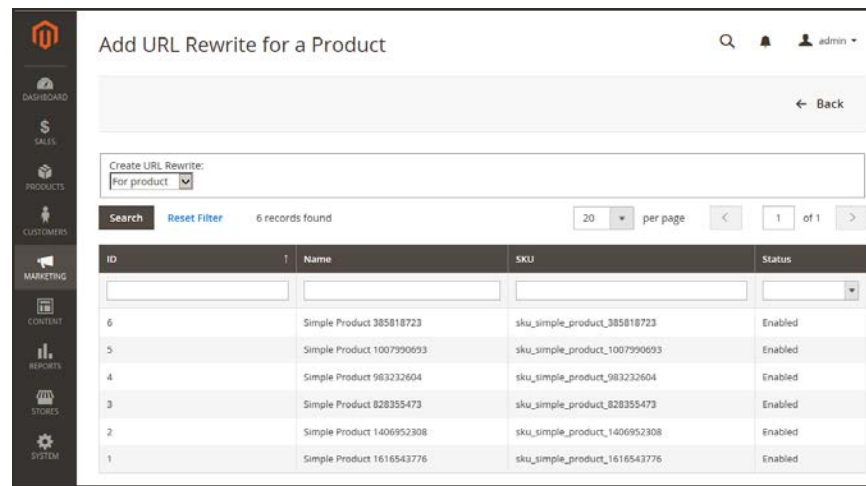 Add URL Rewrite for a Product
admin
DASHBOARD
← Back
$
SALES
Create URL Rewrite:
For product
PRODUCTS
Search Reset Filter 6 records found 20 per page < 1 of 1 >
CUSTOMERS
ID ↑ Name SKU Status
MARKETING
6 Simple Product 385818723 sku_simple_product_385818723 Enabled
CONTENT
5 Simple Product 1007990693 sku_simple_product_1007990693 Enabled
REPORTS
4 Simple Product 983232604 sku_simple_product_983232604 Enabled
3 Simple Product 828355473 sku_simple_product_828355473 Enabled
STORES
2 Simple Product 1406952308 sku_simple_product_1406952308 Enabled
SYSTEM
1 Simple Product 1616543776 sku_simple_product_1616543776 Enabled